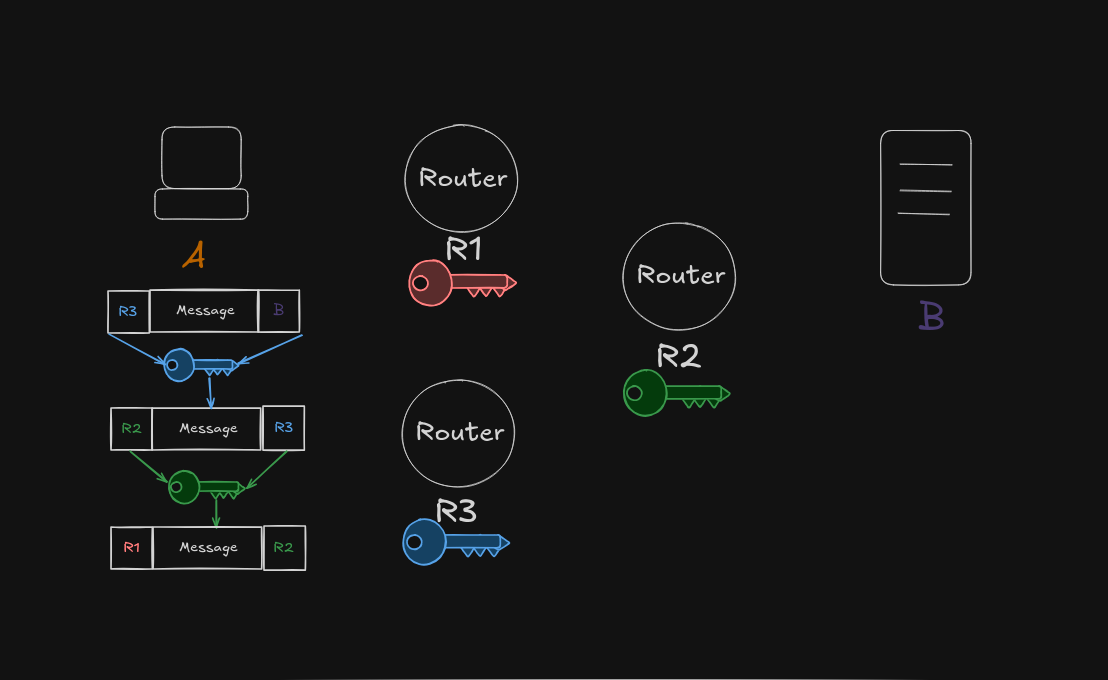 A
R3 Message B
R2 Message R3
R1 Message R2
Router
R1
Router
R2
Router
R3
B